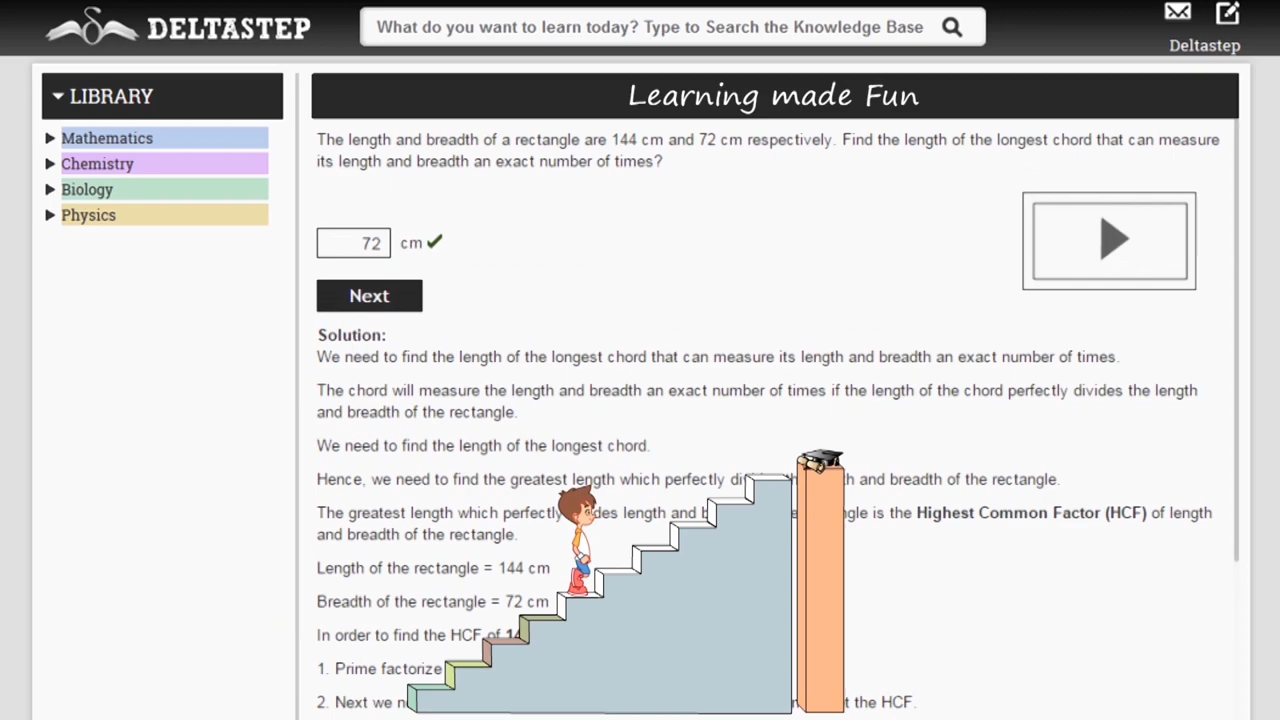 DELTASTEP
What do you want to learn today? Type to Search the Knowledge Base
Deltastep
LIBRARY
Mathematics
Chemistry
Biology
Physics
Learning made Fun
The length and breadth of a rectangle are 144 cm and 72 cm respectively. Find the length of the longest chord that can measure
its length and breadth an exact number of times?
72 cm
Next
Solution:
We need to find the length of the longest chord that can measure its length and breadth an exact number of times.
The chord will measure the length and breadth an exact number of times if the length of the chord perfectly divides the length
and breadth of the rectangle.
We need to find the length of the longest chord.
Hence, we need to find the greatest length which perfectly and breadth of the rectangle.
The greatest length which perfectly length and is the Highest Common Factor (HCF) of length
and breadth of the rectangle.
Length of the rectangle = 144 cm
Breadth of the rectangle = 72 cm
In order to find the HCF of
1. Prime factorize
2. Next we the HCF.